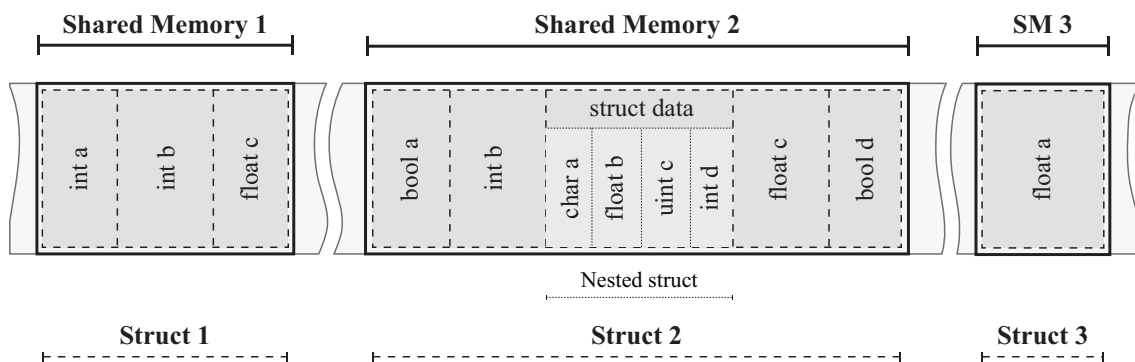 Shared Memory 1 Shared Memory 2 SM 3
int a int b float c bool a int b struct data float c bool d float a
char a float b uint c int d
Nested struct
Struct 1 Struct 2 Struct 3